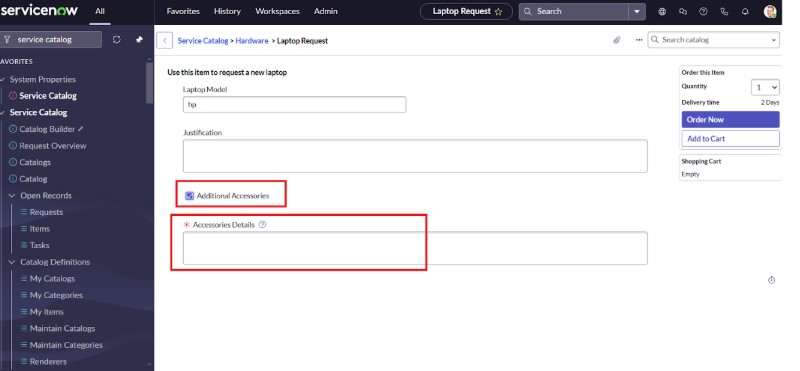 servicenow All Favorites History Workspaces Admin Laptop Request Search
service catalog
Service Catalog > Hardware > Laptop Request Search catalog
AVORITES
System Properties
Service Catalog
Service Catalog
Catalog Builder
Request Overview
Catalogs
Catalog
Open Records
Requests
Items
Tasks
Catalog Definitions
My Catalogs
My Categories
My Items
Maintain Catalogs
Maintain Categories
Renderers
Use this item to request a new laptop
Laptop Model
hp
Justification
Additional Accessories
* Accessories Details
Order this Item
Quantity 1
Delivery time 2 Days
Order Now
Add to Cart
Shopping Cart
Empty